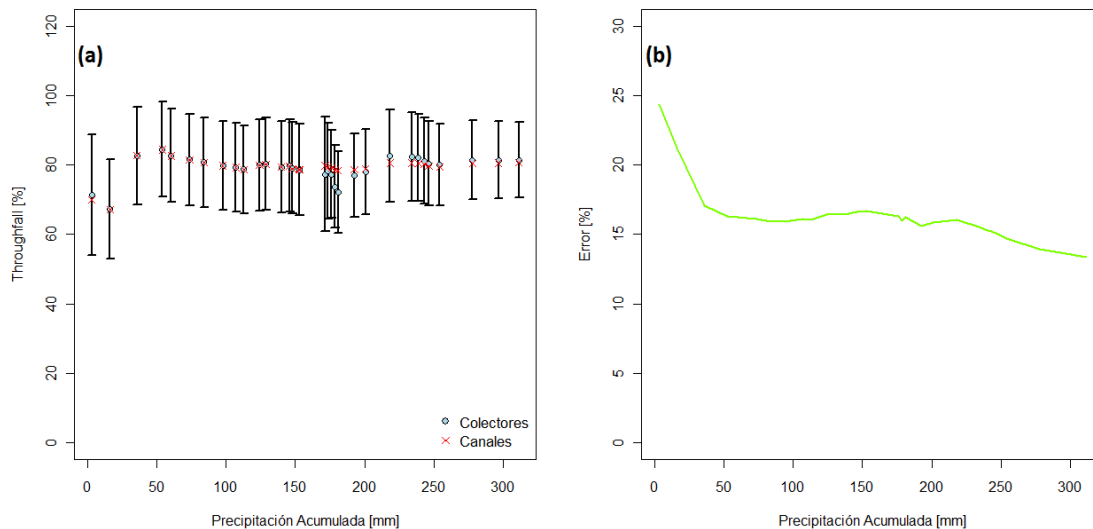 (a)
Throughfall [%]
120
100
80
60
40
20
0
Colectores
Canales
0 50 100 150 200 250 300
Precipitación Acumulada [mm]
(b)
Error [%]
30
25
20
15
10
5
0
0 50 100 150 200 250 300
Precipitación Acumulada [mm]